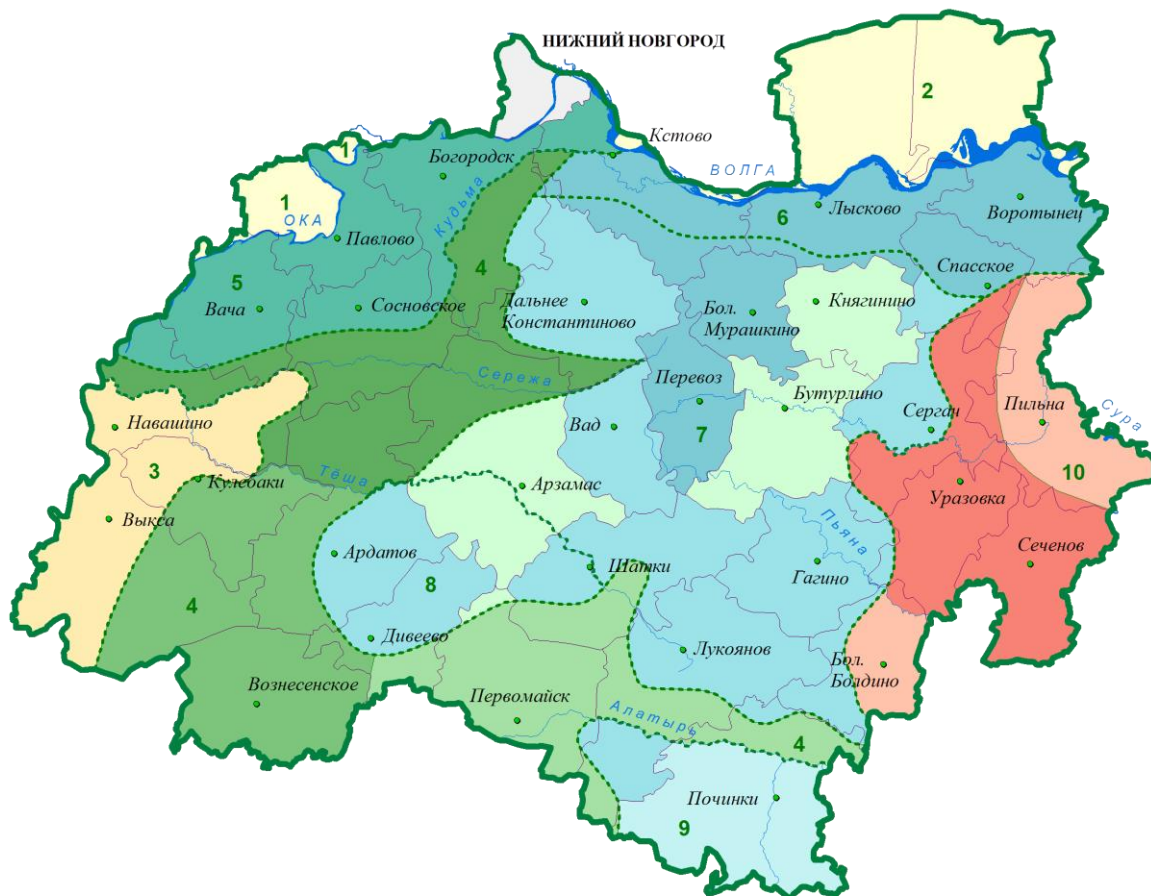 НИЖНИЙ НОВГОРОД
2
Кстово
1
Богородск
ВОЛГА
Кудьма
1
ОКА
Лысково
Воротынец
6
Павлово
4
Спасское
5
Вача
Сосновское
Дальнее
Константиново
Бол.
Мурашкино
Княгинино
Сережа
Перевоз
Бутурлино
Пильна
Сура
Навашино
Вад
7
Сергач
3
Кулебаки
Тёша
Арзамас
10
Уразовка
Выкса
Пьяна
Ардатов
Шатки
Гагино
Сеченов
8
4
Дивеево
Лукоянов
Бол.
Болдино
Вознесенское
Первомайск
Алатырь
4
Починки
9